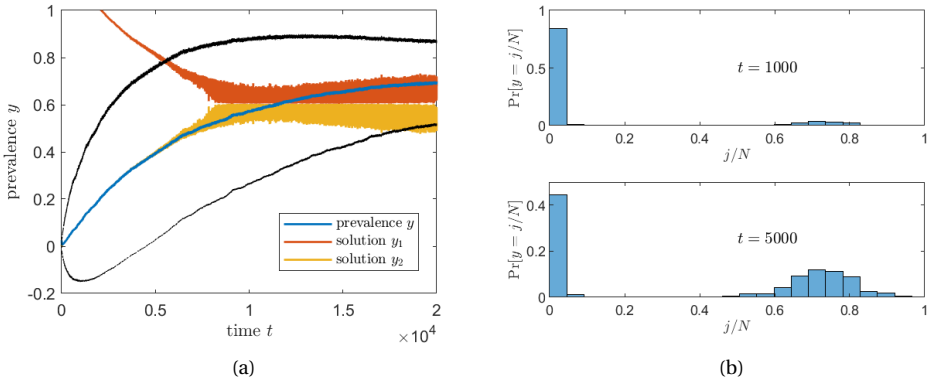 1
0.8
0.6
0.4
0.2
0
-0.2
prevalence y
0 0.5 1 1.5 2
time t
×10⁴
prevalence y
solution y₁
solution y₂
(a)
1
0.5
0
Pr[y = j/N]
t = 1000
0 0.2 0.4 0.6 0.8 1
j/N
0.4
0.2
0
Pr[y = j/N]
t = 5000
0 0.2 0.4 0.6 0.8 1
j/N
(b)